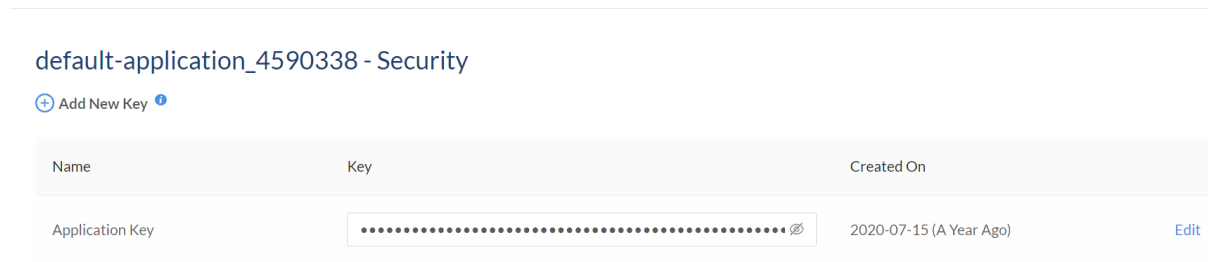 default-application_4590338 - Security
Add New Key
Name Key Created On
Application Key 2020-07-15 (A Year Ago) Edit